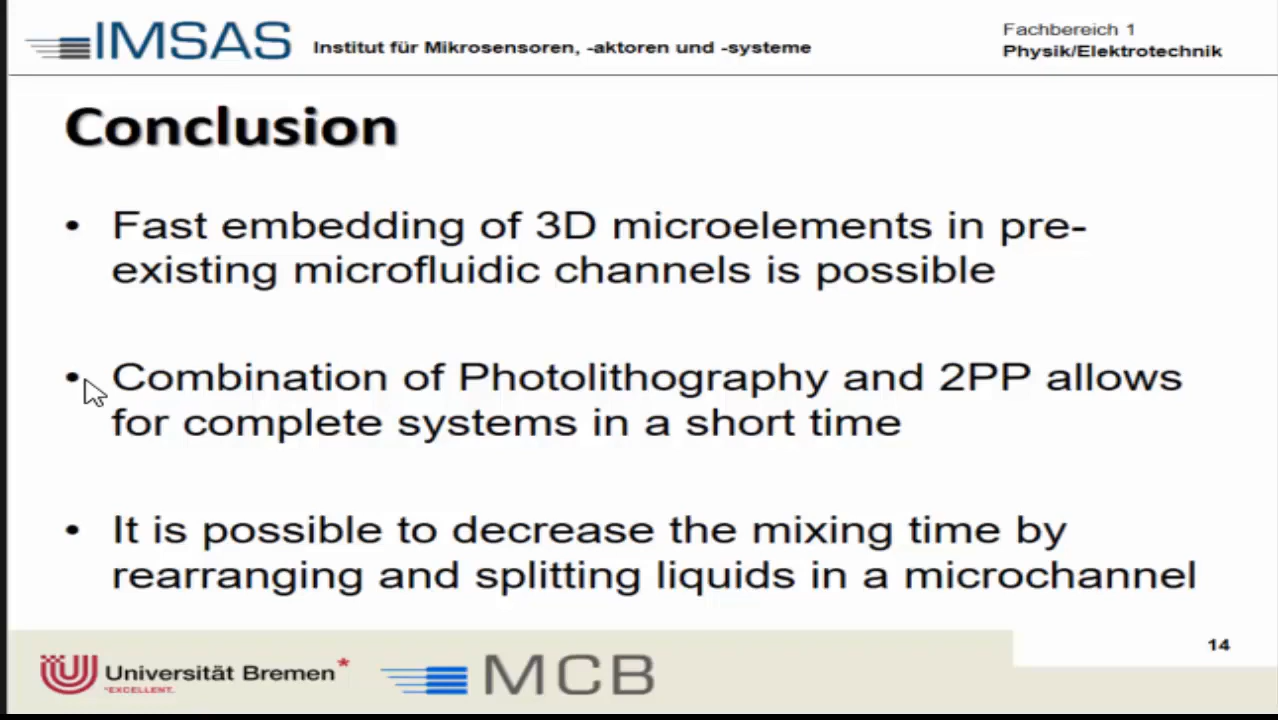 IMSAS
Institut für Mikrosensoren, -aktoren und -systeme
Fachbereich 1
Physik/Elektrotechnik
Conclusion
• Fast embedding of 3D microelements in pre-
existing microfluidic channels is possible
• Combination of Photolithography and 2PP allows
for complete systems in a short time
• It is possible to decrease the mixing time by
rearranging and splitting liquids in a microchannel
14
Universität Bremen*
*EXCELLENT.
MCB